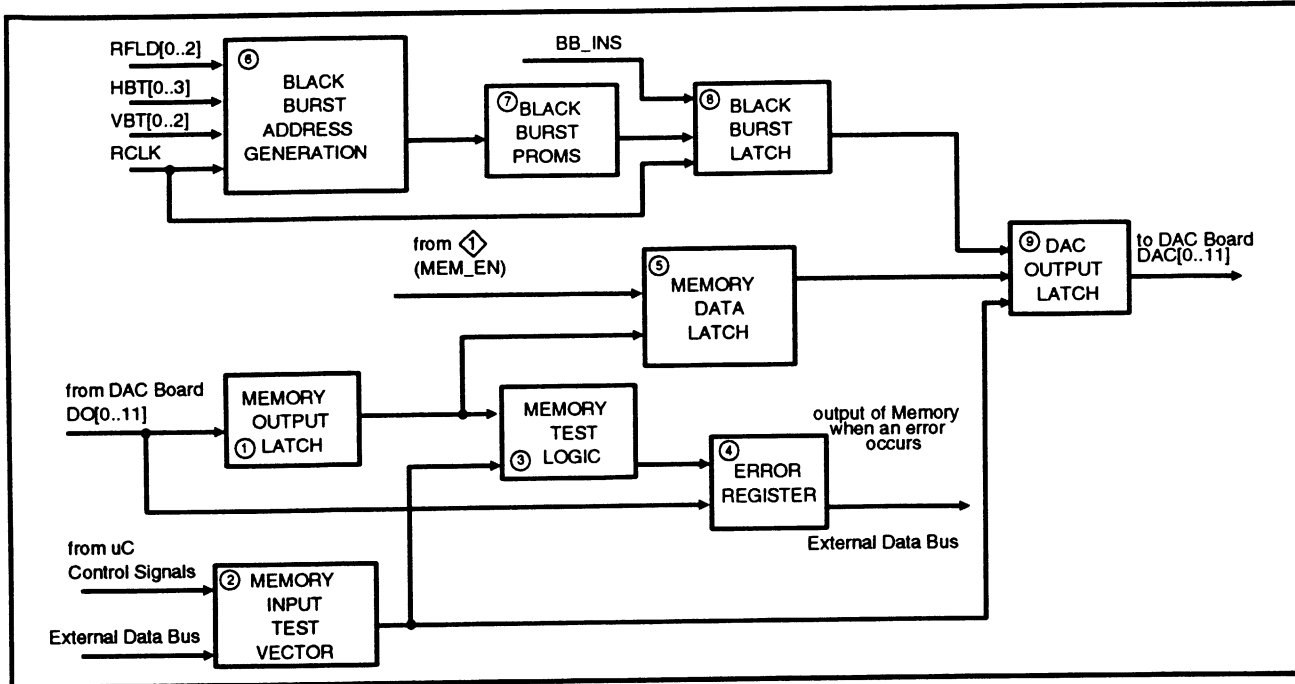 RFLD[0..2]
HBT[0..3]
VBT[0..2]
RCLK
6
BLACK
BURST
ADDRESS
GENERATION
7
BLACK
BURST
PROMS
BB_INS
8
BLACK
BURST
LATCH
from 1
(MEM_EN)
5
MEMORY
DATA
LATCH
9 DAC
OUTPUT
LATCH
to DAC Board
DAC[0..11]
from DAC Board
DO[0..11]
MEMORY
OUTPUT
1 LATCH
MEMORY
TEST
3 LOGIC
4
ERROR
REGISTER
output of Memory
when an error
occurs
External Data Bus
from uC
Control Signals
External Data Bus
2 MEMORY
INPUT
TEST
VECTOR